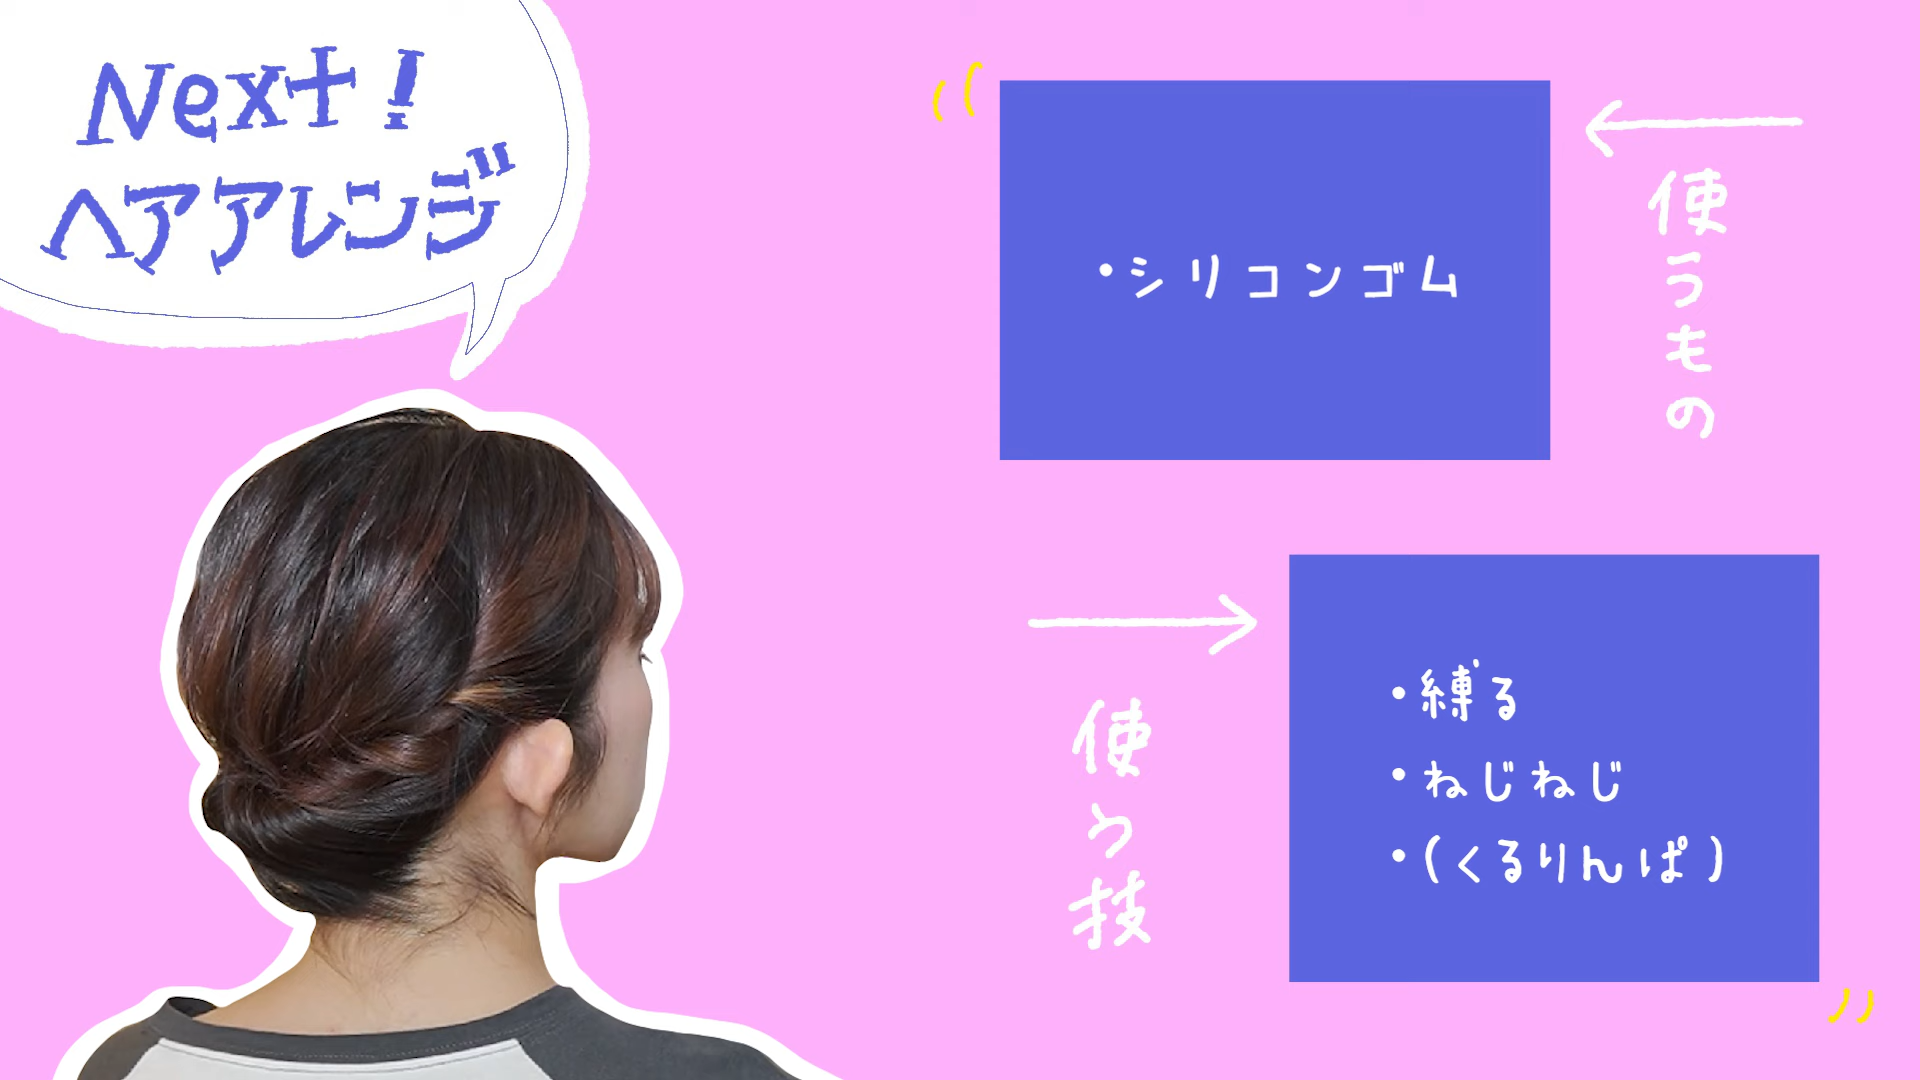 Next!
ヘアアレンジ
使うもの
・シリコンゴム
使う技
・縛る
・ねじねじ
・(くるりんぱ)